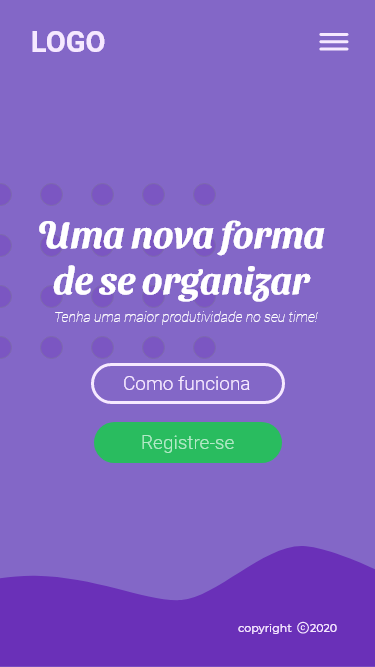 LOGO
Uma nova forma
de se organizar
Tenha uma maior produtividade no seu time!
Como funciona
Registre-se
copyright ©2020